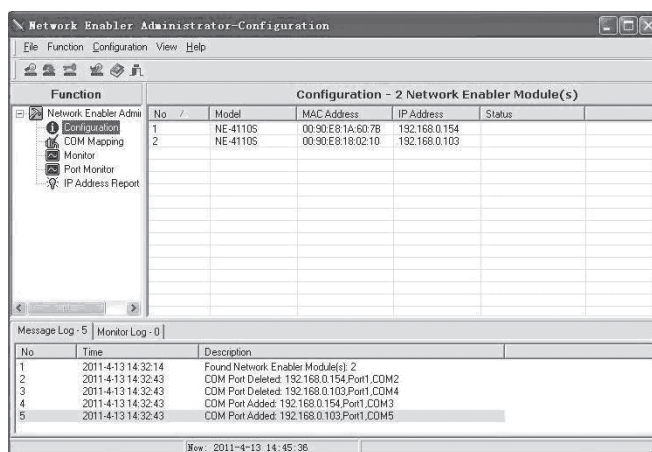 Network Enabler Administrator-Configuration
File Function Configuration View Help
Function
Configuration - 2 Network Enabler Module(s)
Network Enabler Admi
Configuration
COM Mapping
Monitor
Port Monitor
IP Address Report
No / Model MAC Address IP Address Status
1 NE-4110S 00:90:E8:1A:60:7B 192.168.0.154
2 NE-4110S 00:90:E8:18:02:10 192.168.0.103
Message Log - 5 Monitor Log - 0
No Time Description
1 2011-4-13 14:32:14 Found Network Enabler Module(s): 2
2 2011-4-13 14:32:43 COM Port Deleted: 192.168.0.154,Port1,COM2
3 2011-4-13 14:32:43 COM Port Deleted: 192.168.0.103,Port1,COM4
4 2011-4-13 14:32:43 COM Port Added: 192.168.0.154,Port1,COM3
5 2011-4-13 14:32:43 COM Port Added: 192.168.0.103,Port1,COM5
Now: 2011-4-13 14:45:36